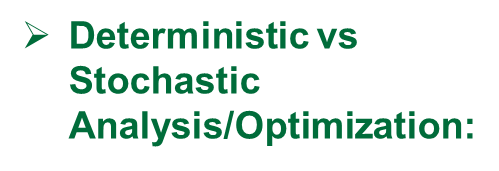 ➢ Deterministic vs
Stochastic
Analysis/Optimization: